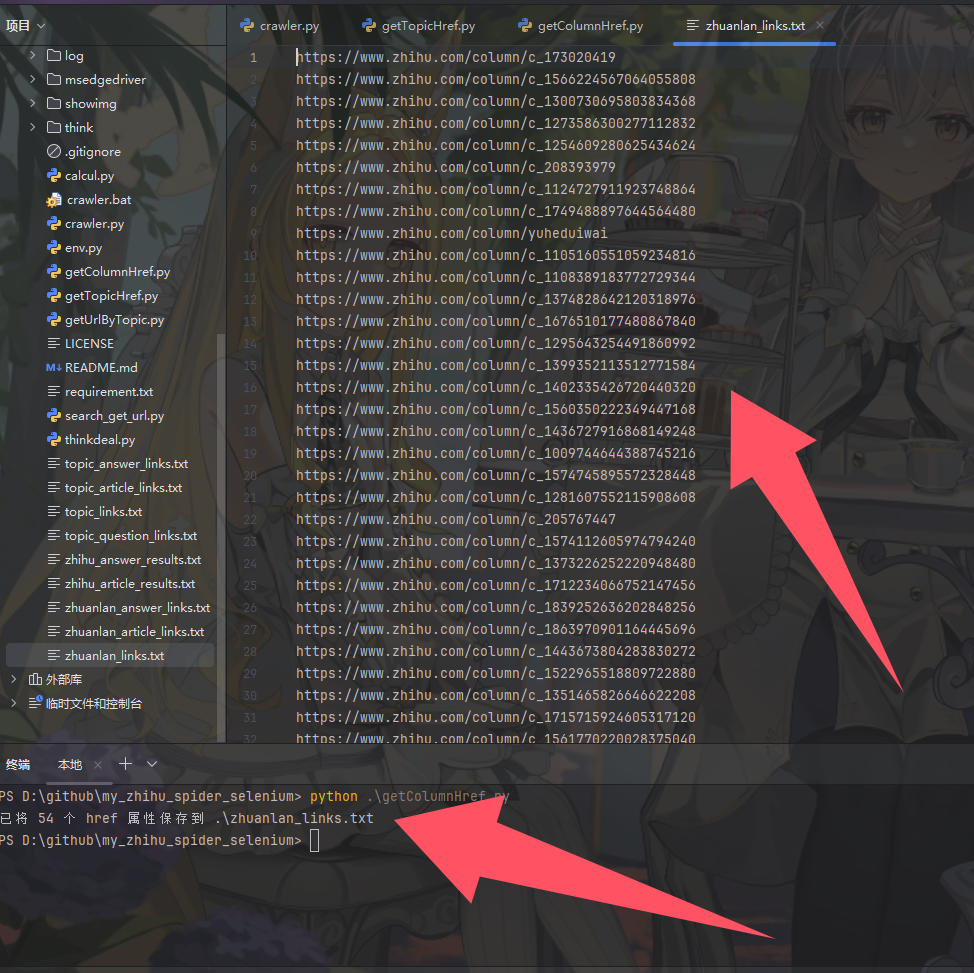 项目
crawler.py
getTopicHref.py
getColumnHref.py
zhuanlan_links.txt
log
msedgedriver
showimg
think
.gitignore
calcul.py
crawler.bat
crawler.py
env.py
getColumnHref.py
getTopicHref.py
getUrlByTopic.py
LICENSE
README.md
requirement.txt
search_get_url.py
thinkdeal.py
topic_answer_links.txt
topic_article_links.txt
topic_links.txt
topic_question_links.txt
zhihu_answer_results.txt
zhihu_article_results.txt
zhuanlan_answer_links.txt
zhuanlan_article_links.txt
zhuanlan_links.txt
外部库
临时文件和控制台
1 https://www.zhihu.com/column/c_173020419
2 https://www.zhihu.com/column/c_1566224567064055808
3 https://www.zhihu.com/column/c_1300730695803834368
4 https://www.zhihu.com/column/c_1273586300277112832
5 https://www.zhihu.com/column/c_1254609280625434624
6 https://www.zhihu.com/column/c_208393979
7 https://www.zhihu.com/column/c_1124727911923748864
8 https://www.zhihu.com/column/c_1749488897644564480
9 https://www.zhihu.com/column/yuheduiwai
10 https://www.zhihu.com/column/c_1105160551059234816
11 https://www.zhihu.com/column/c_1108389183772729344
12 https://www.zhihu.com/column/c_1374828642120318976
13 https://www.zhihu.com/column/c_1676510177480867840
14 https://www.zhihu.com/column/c_1295643254491860992
15 https://www.zhihu.com/column/c_1399352113512771584
16 https://www.zhihu.com/column/c_1402335426720440320
17 https://www.zhihu.com/column/c_1560350222349447168
18 https://www.zhihu.com/column/c_1436727916868149248
19 https://www.zhihu.com/column/c_1009744644388745216
20 https://www.zhihu.com/column/c_1574745895572328448
21 https://www.zhihu.com/column/c_1281607552115908608
22 https://www.zhihu.com/column/c_205767447
23 https://www.zhihu.com/column/c_1574112605974794240
24 https://www.zhihu.com/column/c_1373226252220948480
25 https://www.zhihu.com/column/c_1712234066752147456
26 https://www.zhihu.com/column/c_1839252636202848256
27 https://www.zhihu.com/column/c_1863970901164445696
28 https://www.zhihu.com/column/c_1443673804283830272
29 https://www.zhihu.com/column/c_1522965518809722880
30 https://www.zhihu.com/column/c_1351465826646622208
31 https://www.zhihu.com/column/c_1715715924605317120
32 https://www.zhihu.com/column/c_1561770220028375040
终端
本地
PS D:\github\my_zhihu_spider_selenium> python .\getColumnHref.py
已将 54 个 href 属性保存到 .\zhuanlan_links.txt
PS D:\github\my_zhihu_spider_selenium>